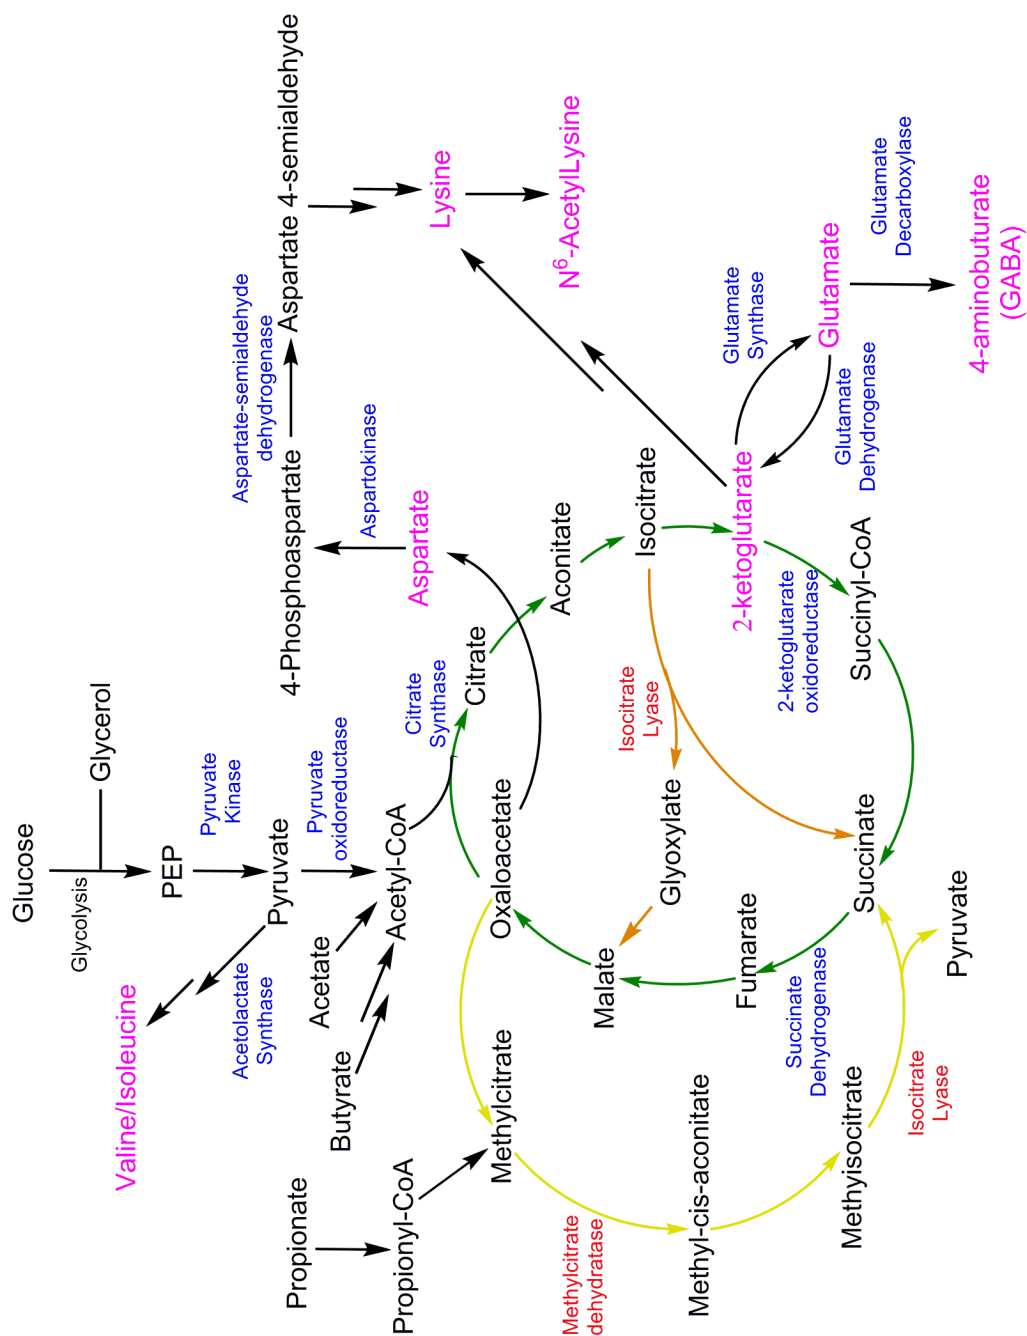 Glucose
Glycolysis
Glycerol
Valine/Isoleucine
PEP
Pyruvate
Kinase
Acetolactate
Synthase
Aspartate-semialdehyde
dehydrogenase
Pyruvate
4-Phosphoaspartate
Aspartate 4-semialdehyde
Propionate
Acetate
Pyruvate
oxidoreductase
Butyrate
Aspartokinase
Propionyl-CoA
Acetyl-CoA
Citrate
Synthase
Aspartate
Lysine
Citrate
Methylcitrate
Oxaloacetate
Aconitate
N⁶-AcetylLysine
Methylcitrate
dehydratase
Malate
Isocitrate
Lyase
Isocitrate
Glyoxylate
Methyl-cis-aconitate
Glutamate
Synthase
2-ketoglutarate
Fumarate
2-ketoglutarate
oxidoreductase
Succinate
Dehydrogenase
Glutamate
Glutamate
Dehydrogenase
Methyisocitrate
Succinate
Succinyl-CoA
Glutamate
Decarboxylase
Isocitrate
Lyase
Pyruvate
4-aminobuturate
(GABA)